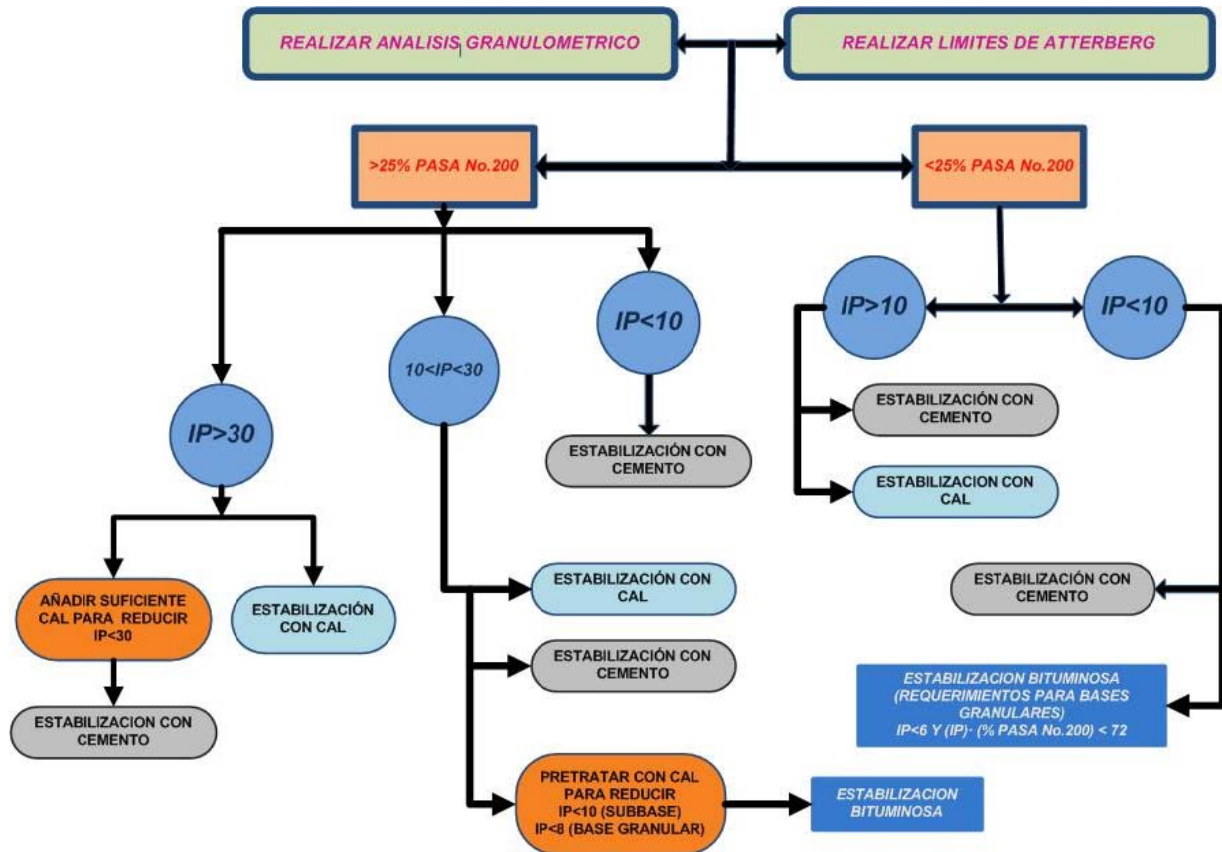 REALIZAR ANALISIS GRANULOMETRICO
REALIZAR LIMITES DE ATTERBERG
>25% PASA No.200
<25% PASA No.200
IP>30
10<IP<30
IP<10
IP>10
IP<10
ESTABILIZACIÓN CON
CEMENTO
ESTABILIZACIÓN CON
CEMENTO
ESTABILIZACION CON
CAL
AÑADIR SUFICIENTE
CAL PARA REDUCIR
IP<30
ESTABILIZACIÓN
CON CAL
ESTABILIZACIÓN CON
CAL
ESTABILIZACIÓN CON
CEMENTO
ESTABILIZACIÓN CON
CEMENTO
ESTABILIZACION CON
CEMENTO
ESTABILIZACION BITUMINOSA
(REQUERIMIENTOS PARA BASES
GRANULARES)
IP<6 Y (IP)· (% PASA No.200) < 72
PRETRATAR CON CAL
PARA REDUCIR
IP<10 (SUBBASE)
IP<8 (BASE GRANULAR)
ESTABILIZACION
BITUMINOSA